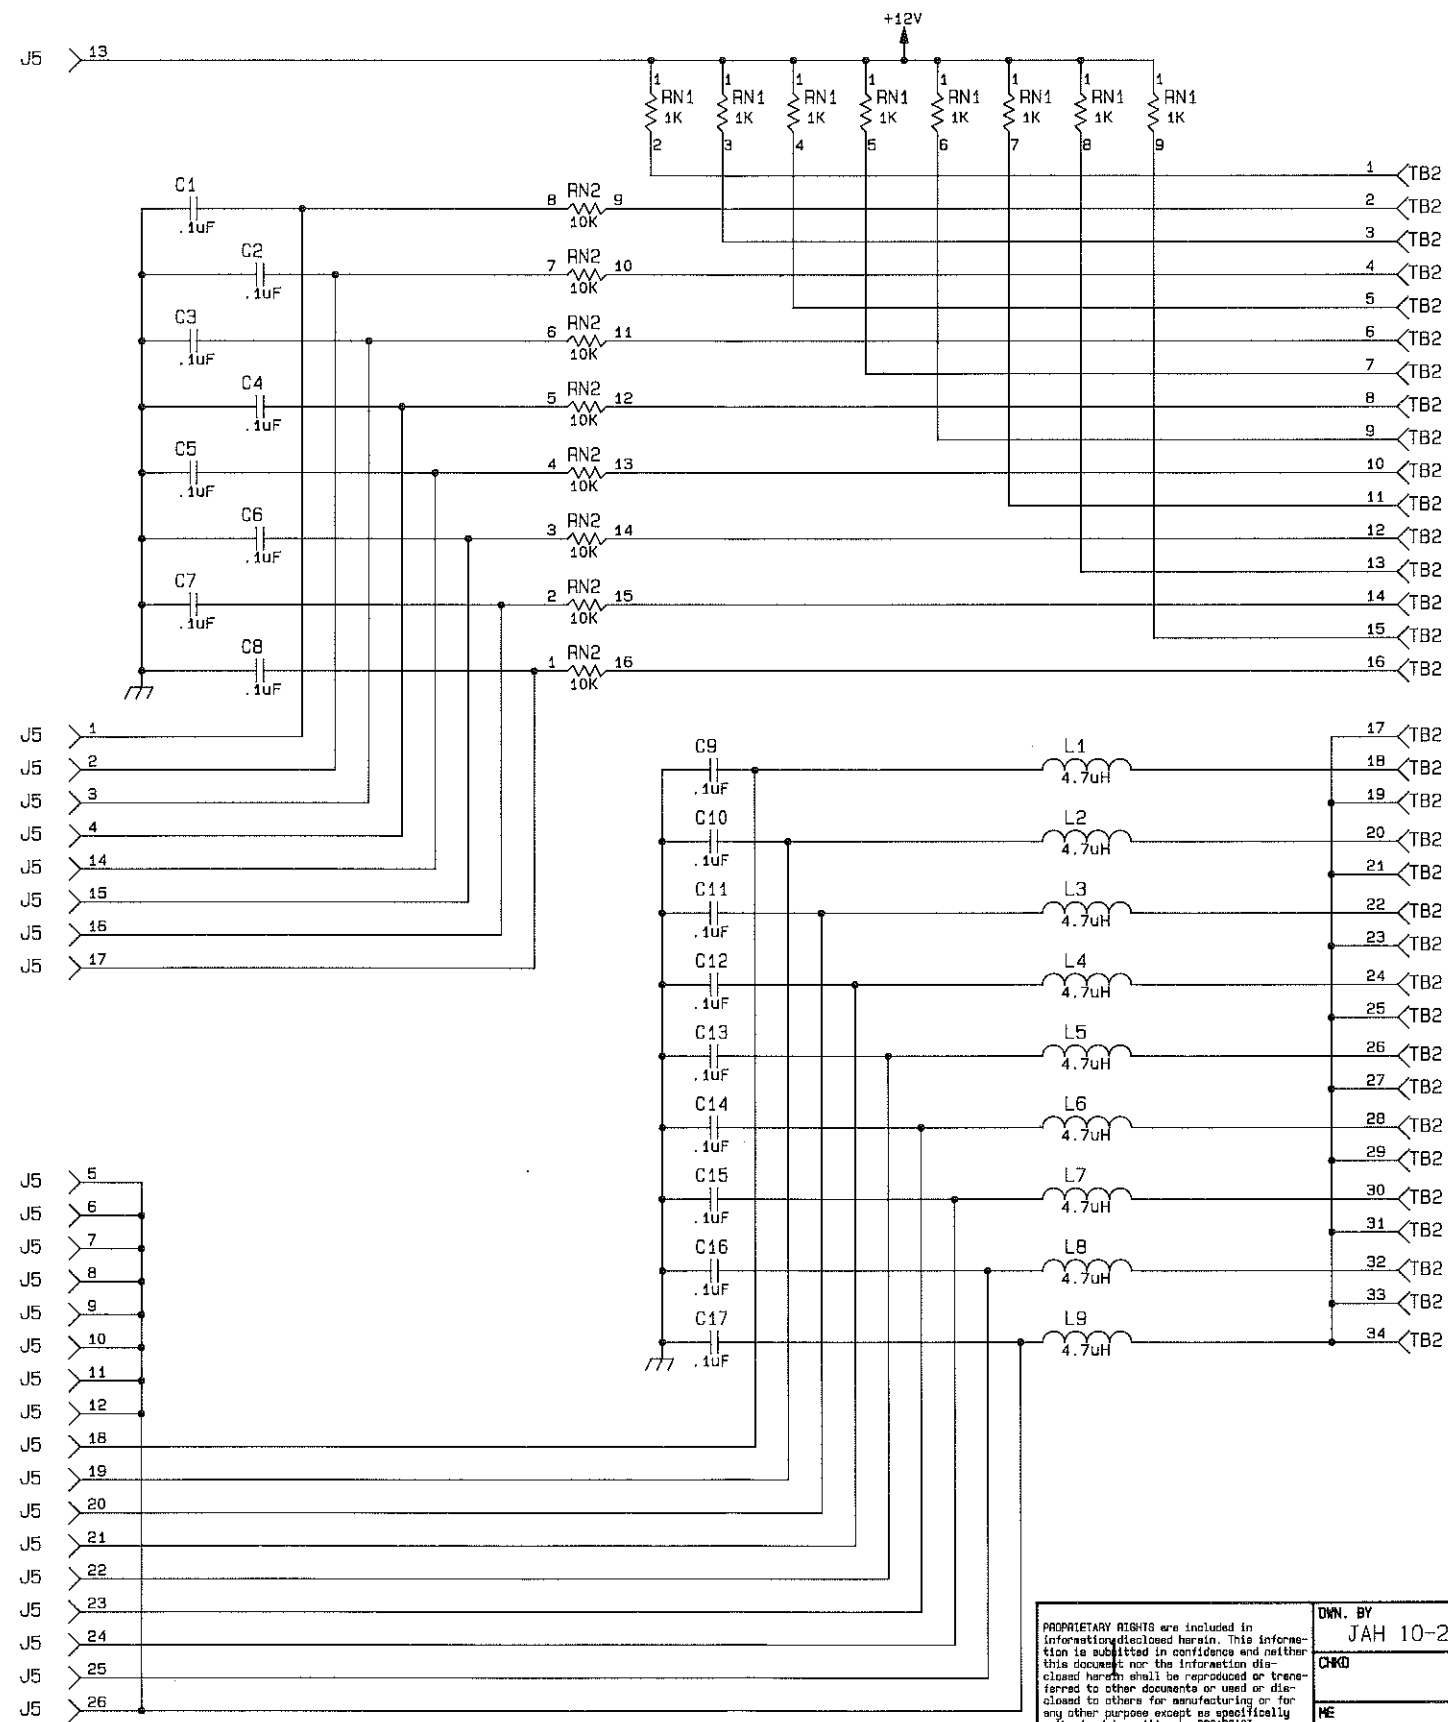 +12V
J5 13
1 1 1 1 1 1 1 1
RN1 RN1 RN1 RN1 RN1 RN1 RN1 RN1
1K 1K 1K 1K 1K 1K 1K 1K
2 3 4 5 6 7 8 9
1 TB2
C1 .1uF 8 RN2 10K 9 2 TB2
3 TB2
C2 .1uF 7 RN2 10K 10 4 TB2
5 TB2
C3 .1uF 6 RN2 10K 11 6 TB2
7 TB2
C4 .1uF 5 RN2 10K 12 8 TB2
9 TB2
C5 .1uF 4 RN2 10K 13 10 TB2
11 TB2
C6 .1uF 3 RN2 10K 14 12 TB2
13 TB2
C7 .1uF 2 RN2 10K 15 14 TB2
15 TB2
C8 .1uF 1 RN2 10K 16 16 TB2
J5 1
J5 2
J5 3
J5 4
J5 14
J5 15
J5 16
J5 17
17 TB2
C9 .1uF L1 4.7uH 18 TB2
19 TB2
C10 .1uF L2 4.7uH 20 TB2
21 TB2
C11 .1uF L3 4.7uH 22 TB2
23 TB2
C12 .1uF L4 4.7uH 24 TB2
25 TB2
C13 .1uF L5 4.7uH 26 TB2
27 TB2
C14 .1uF L6 4.7uH 28 TB2
29 TB2
C15 .1uF L7 4.7uH 30 TB2
31 TB2
C16 .1uF L8 4.7uH 32 TB2
33 TB2
C17 .1uF L9 4.7uH 34 TB2
J5 5
J5 6
J5 7
J5 8
J5 9
J5 10
J5 11
J5 12
J5 18
J5 19
J5 20
J5 21
J5 22
J5 23
J5 24
J5 25
J5 26
PROPRIETARY RIGHTS are included in
information disclosed herein. This informa-
tion is submitted in confidence and neither
this document nor the information dis-
closed herein shall be reproduced or trans-
ferred to other documents or used or dis-
closed to others for manufacturing or for
any other purpose except as specifically
DWN. BY
JAH 10-2
CHKD
ME